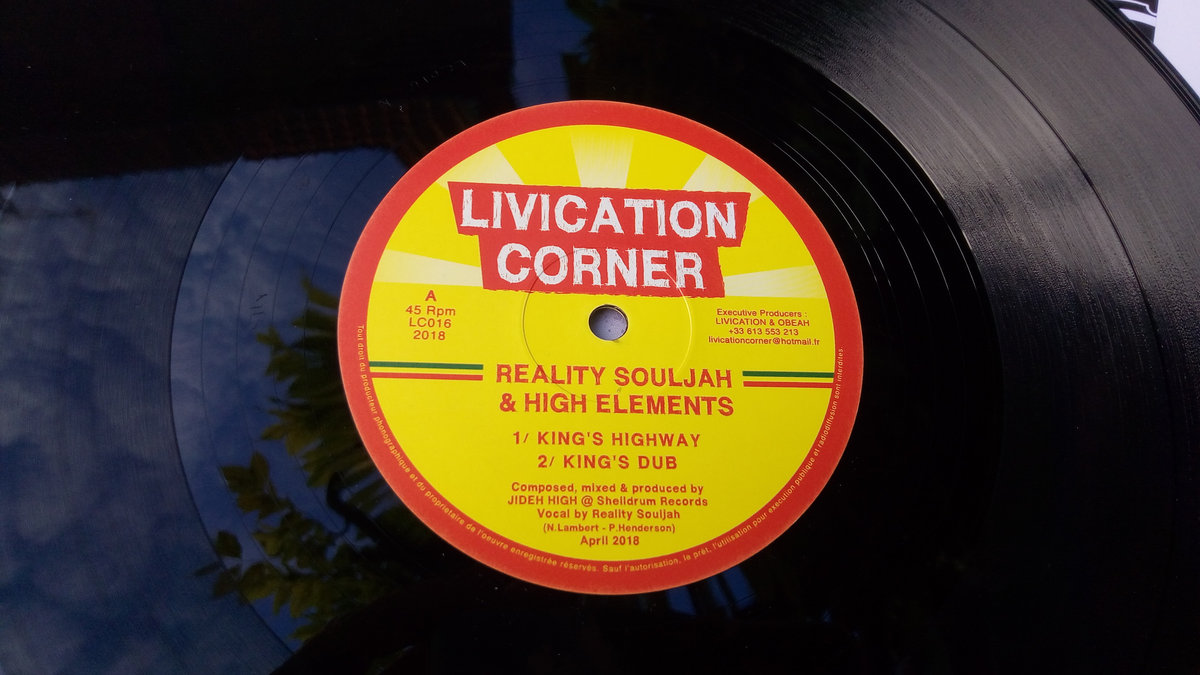 LIVICATION
CORNER
A
45 Rpm
LC016
2018
Executive Producers :
LIVICATION & OBEAH
+33 613 553 213
livicationcorner@hotmail.fr
REALITY SOULJAH
& HIGH ELEMENTS
1/ KING'S HIGHWAY
2/ KING'S DUB
Composed, mixed & produced by
JIDEH HIGH @ Sheildrum Records
Vocal by Reality Souljah
(N.Lambert - P.Henderson)
April 2018
Tout droit du producteur phonographique et du proprietaire de l'oeuvre enregistrée réservés. Sauf l'autorisation, le prêt, l'utilisation pour execution publique et radiodiffusion sont interdites.